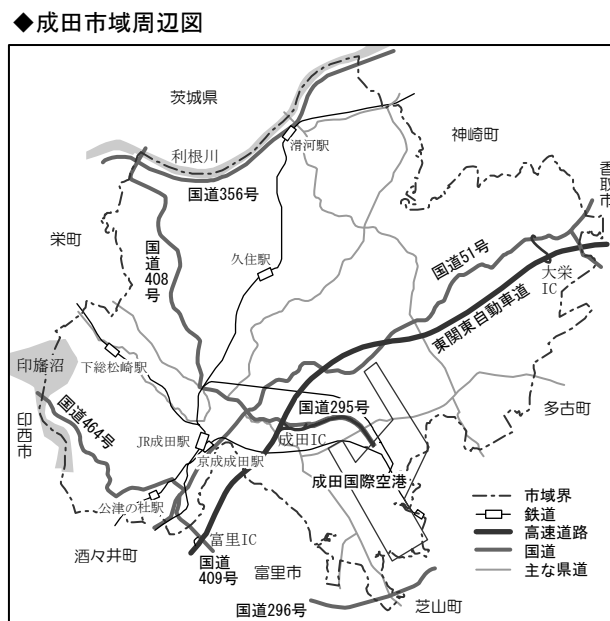 ◆成田市域周辺図
茨城県
神崎町
滑河駅
利根川
国道356号
香取市
栄町
国道
408
号
久住駅
国道51号
大栄
IC
東関東自動車道
印旛沼
下総松崎駅
国道295号
多古町
印西市
国道464号
JR成田駅
成田IC
京成成田駅
成田国際空港
公津の杜駅
酒々井町
富里IC
国道
409号
富里市
国道296号
芝山町
市域界
鉄道
高速道路
国道
主な県道